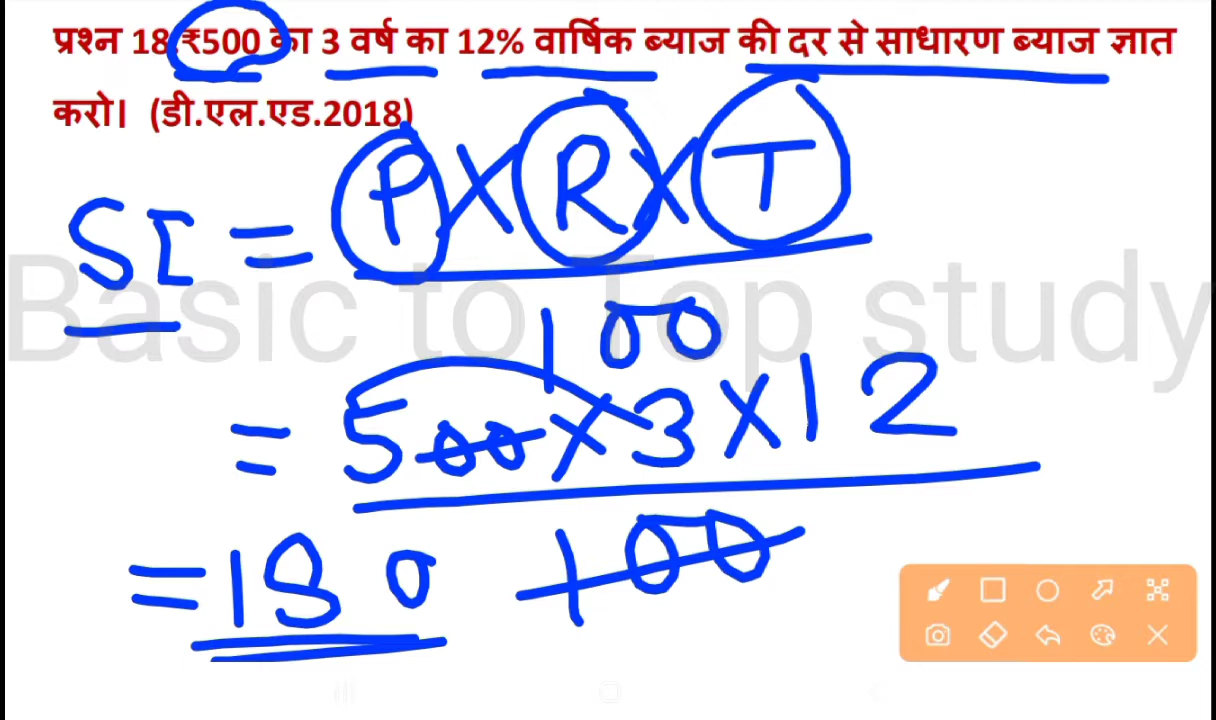 प्रश्न 18.₹500 का 3 वर्ष का 12% वार्षिक ब्याज की दर से साधारण ब्याज ज्ञात
करो। (डी.एल.एड.2018)
SI = P×R×T
100
Basic to Top study
= 500×3×12
100
= 180